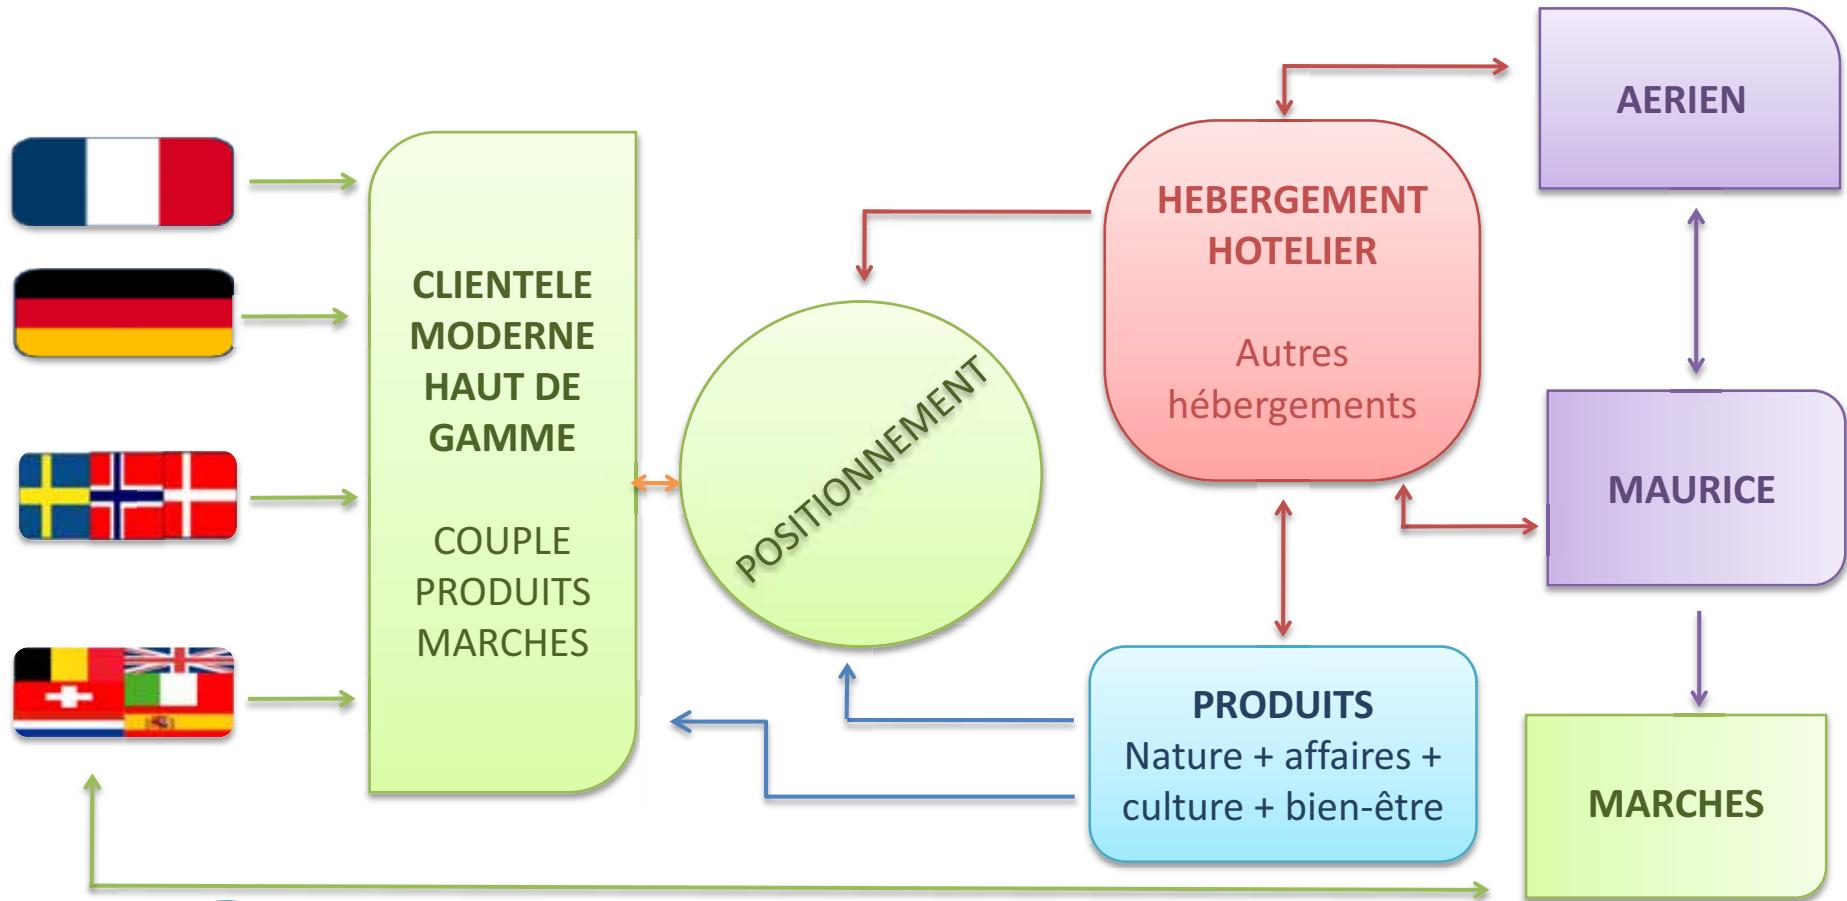 CLIENTELE
MODERNE
HAUT DE
GAMME
COUPLE
PRODUITS
MARCHES
POSITIONNEMENT
HEBERGEMENT
HOTELIER
Autres
hébergements
PRODUITS
Nature + affaires +
culture + bien-être
AERIEN
MAURICE
MARCHES